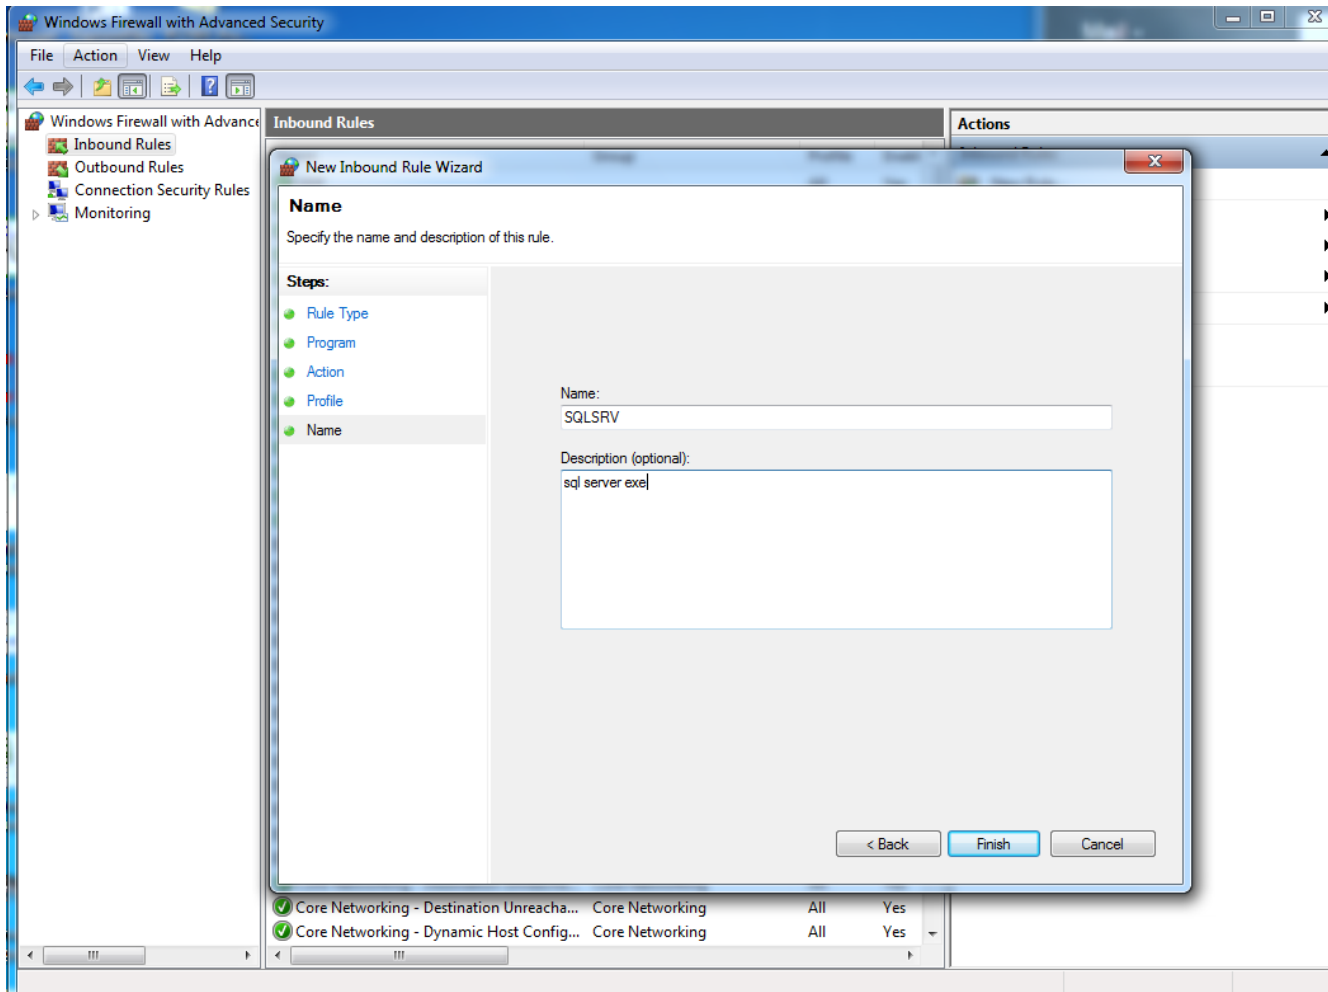 Windows Firewall with Advanced Security
File Action View Help
Windows Firewall with Advance
Inbound Rules
Outbound Rules
Connection Security Rules
Monitoring
Inbound Rules
Actions
New Inbound Rule Wizard
Name
Specify the name and description of this rule.
Steps:
Rule Type
Program
Action
Profile
Name
Name:
SQLSRV
Description (optional):
sql server exe
< Back Finish Cancel
Core Networking - Destination Unreacha... Core Networking All Yes
Core Networking - Dynamic Host Config... Core Networking All Yes